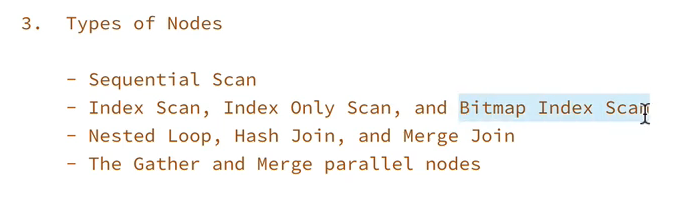 3. Types of Nodes
- Sequential Scan
- Index Scan, Index Only Scan, and Bitmap Index Scan
- Nested Loop, Hash Join, and Merge Join
- The Gather and Merge parallel nodes